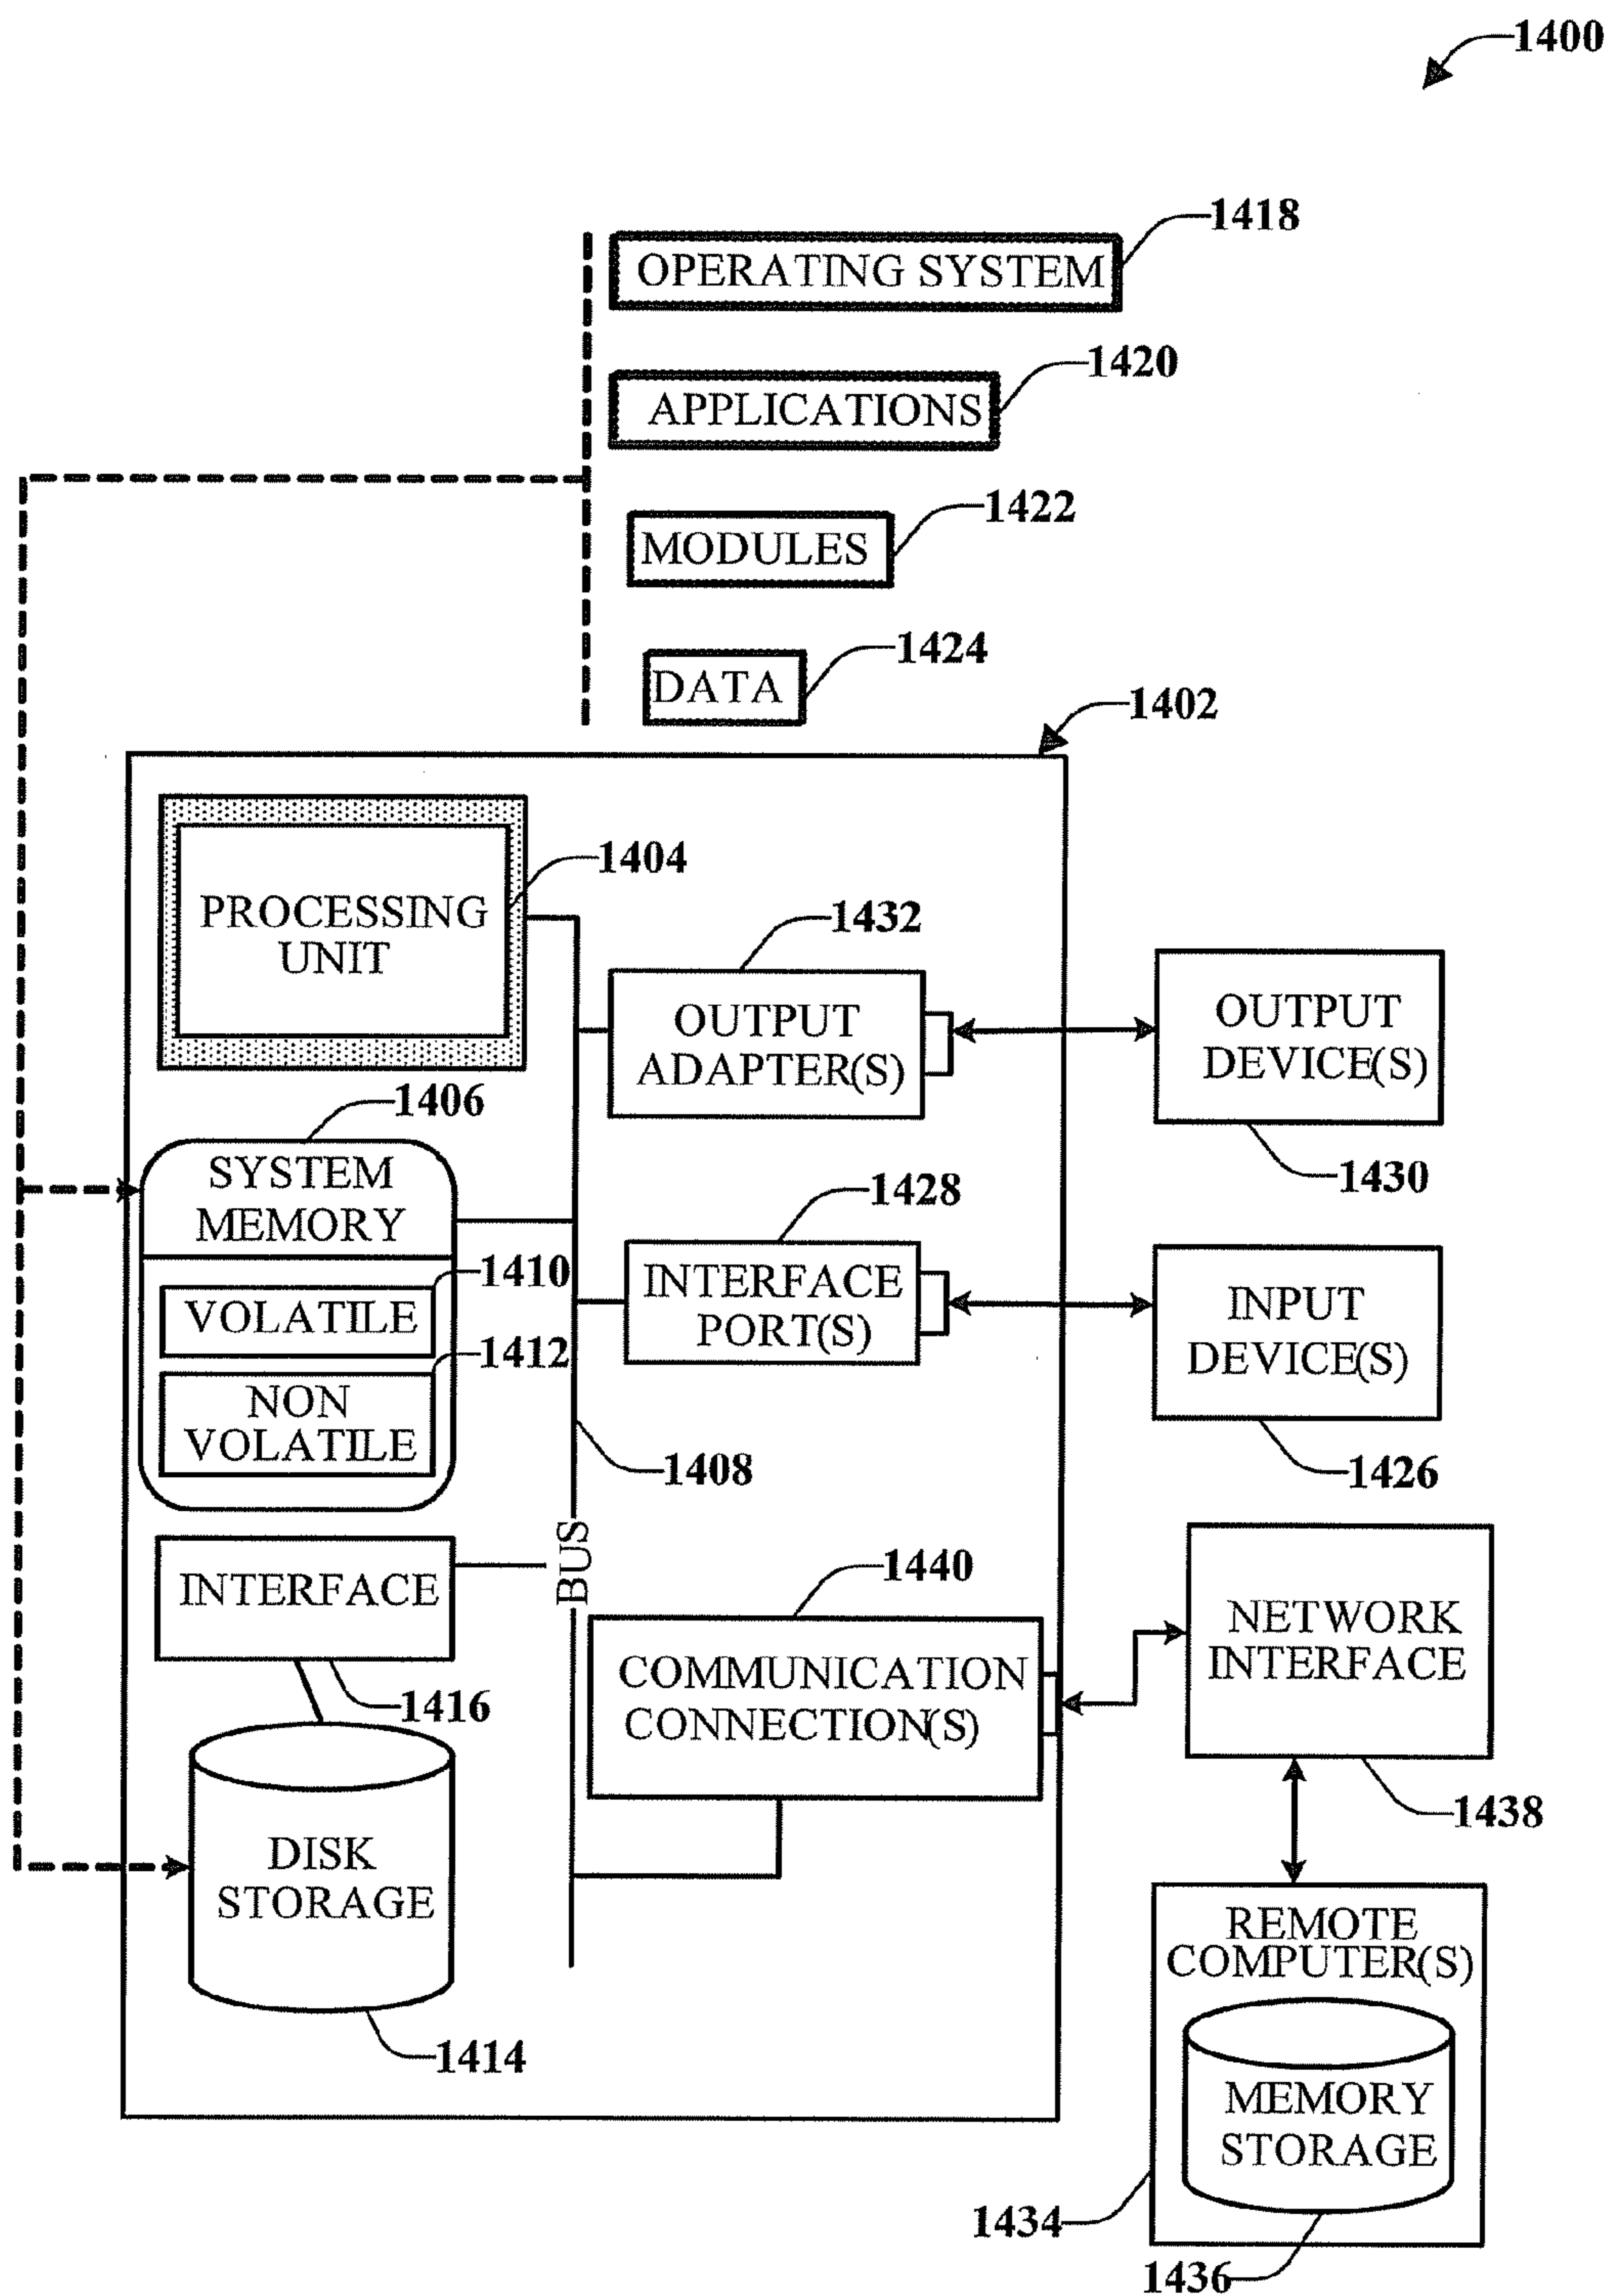 1400
1418
OPERATING SYSTEM
1420
APPLICATIONS
1422
MODULES
1424
DATA
1402
1404
PROCESSING
UNIT
1432
OUTPUT
ADAPTER(S)
OUTPUT
DEVICE(S)
1430
1406
SYSTEM
MEMORY
1410
VOLATILE
1412
NON
VOLATILE
1428
INTERFACE
PORT(S)
INPUT
DEVICE(S)
1426
1408
BUS
INTERFACE
1416
1440
COMMUNICATION
CONNECTION(S)
NETWORK
INTERFACE
1438
DISK
STORAGE
1414
REMOTE
COMPUTER(S)
MEMORY
STORAGE
1434
1436